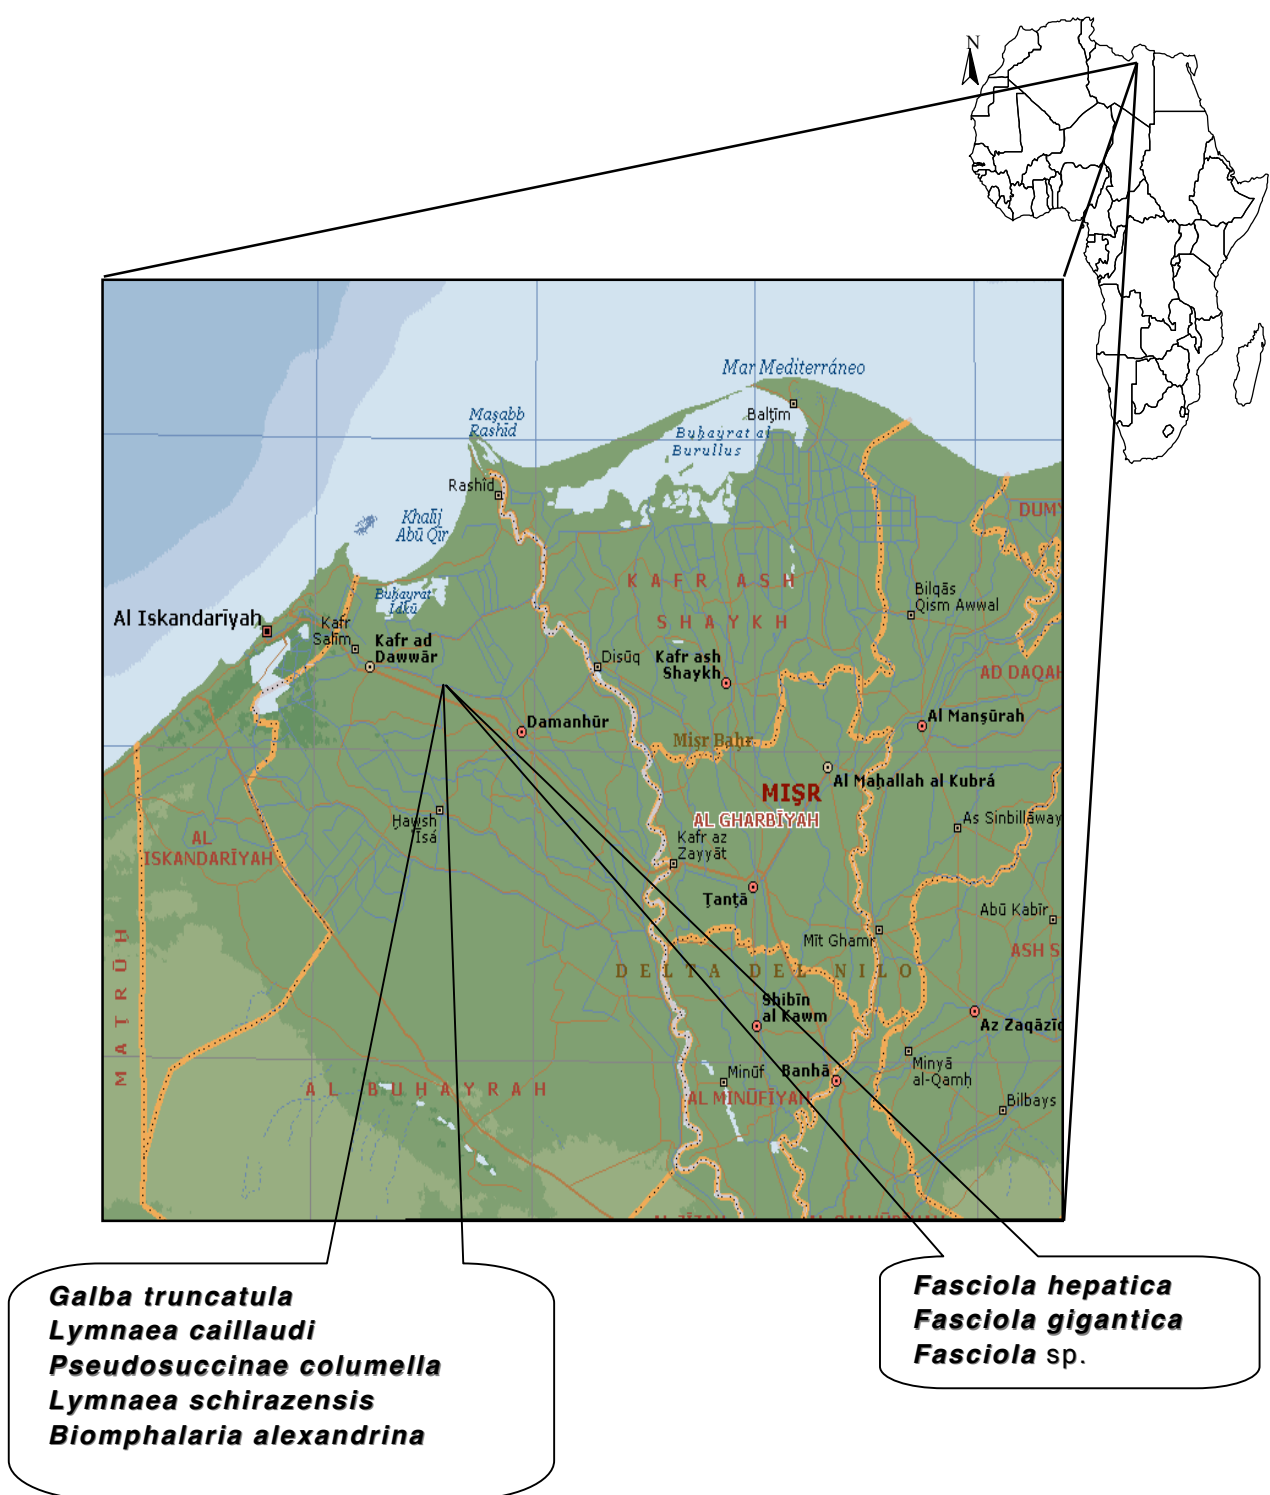 N
Mar Mediterráneo
Balţīm
Maşabb
Rashīd
Buḩayrat al
Burullus
Rashīd
Khalīj
Abū Qīr
DUMY
KAFR ASH
SHAYKH
Buḩayrat
Idkū
Bilqās
Qism Awwal
Al Iskandarīyah
Kafr
Salīm
Kafr ad
Dawwār
Disūq
Kafr ash
Shaykh
AD DAQAH
Damanhūr
Al Manşūrah
Mişr Baḩr
Al Maḩallah al Kubrá
MIŞR
AL GHARBĪYAH
Ḩawsh
'Īsá
As Sinbillāway
AL
ISKANDARĪYAH
Kafr az
Zayyāt
Ţanţā
Abū Kabīr
Mīt Ghamr
ASH S
MAṬRŪḤ
DELTA DEL NILO
Shibīn
al Kawm
Az Zaqāzīq
Minūf
Banhā
Minyā
al-Qamḩ
AL BUHAYRAH
AL MINŪFĪYAH
Bilbays
Galba truncatula
Lymnaea caillaudi
Pseudosuccinae columella
Lymnaea schirazensis
Biomphalaria alexandrina
Fasciola hepatica
Fasciola gigantica
Fasciola sp.